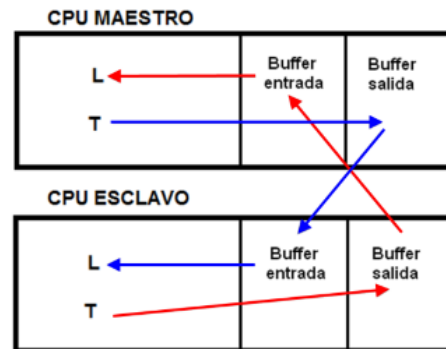 CPU MAESTRO
L
Buffer
entrada
Buffer
salida
T
CPU ESCLAVO
L
Buffer
entrada
Buffer
salida
T